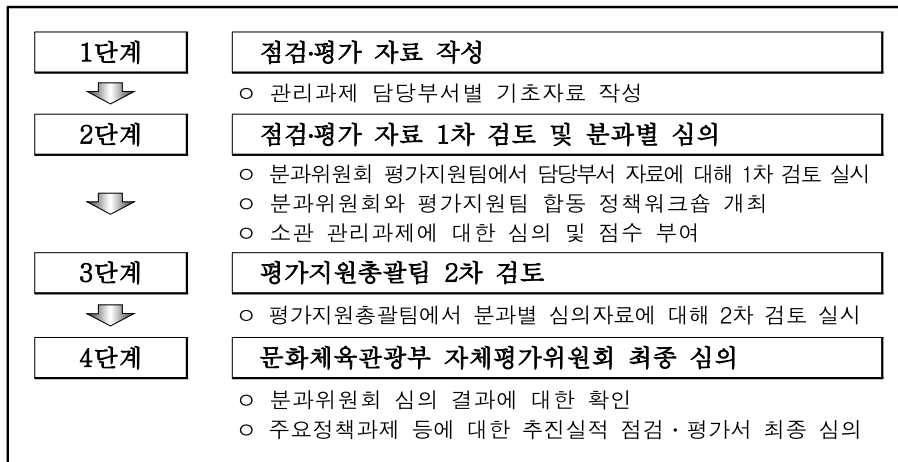 1단계 점검·평가 자료 작성
ㅇ 관리과제 담당부서별 기초자료 작성
2단계 점검·평가 자료 1차 검토 및 분과별 심의
ㅇ 분과위원회 평가지원팀에서 담당부서 자료에 대해 1차 검토 실시
ㅇ 분과위원회와 평가지원팀 합동 정책워크숍 개최
ㅇ 소관 관리과제에 대한 심의 및 점수 부여
3단계 평가지원총괄팀 2차 검토
ㅇ 평가지원총괄팀에서 분과별 심의자료에 대해 2차 검토 실시
4단계 문화체육관광부 자체평가위원회 최종 심의
ㅇ 분과위원회 심의 결과에 대한 확인
ㅇ 주요정책과제 등에 대한 추진실적 점검·평가서 최종 심의